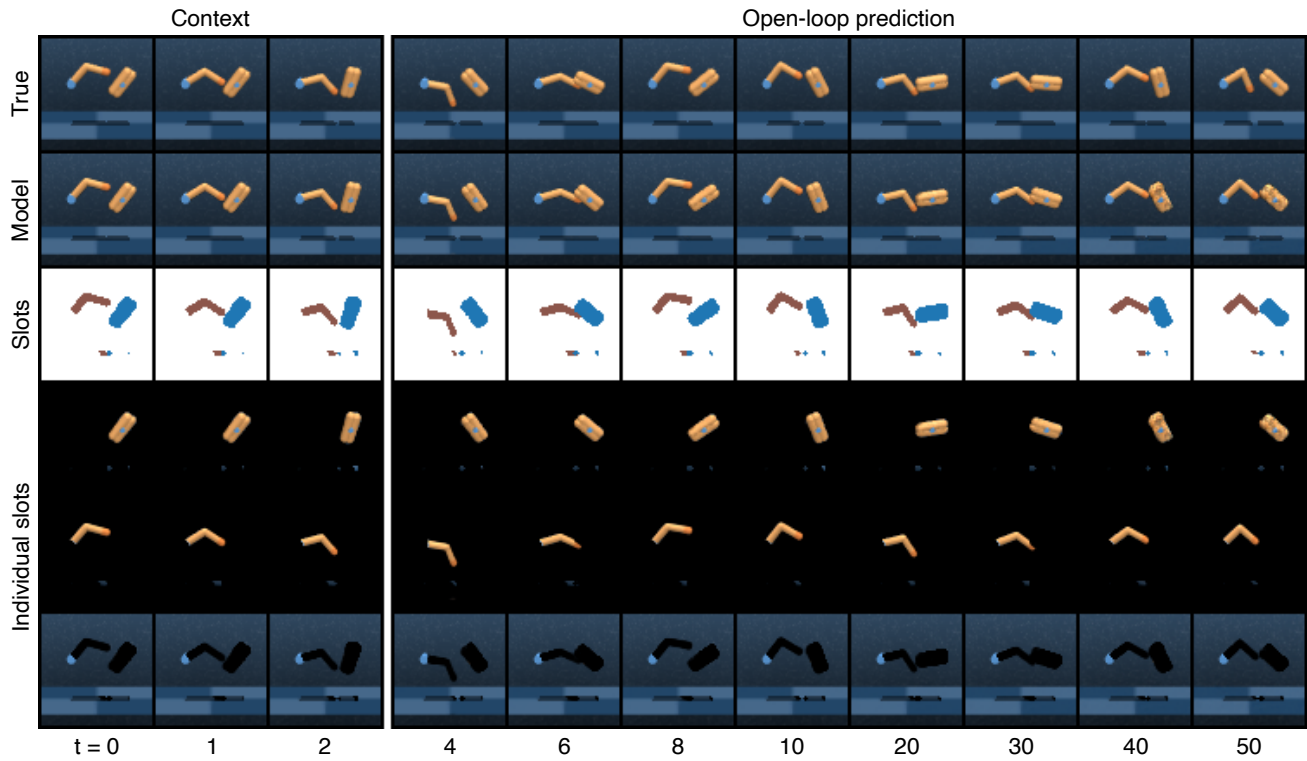 Context
Open-loop prediction
True
Model
Slots
Individual slots
t = 0 1 2 4 6 8 10 20 30 40 50